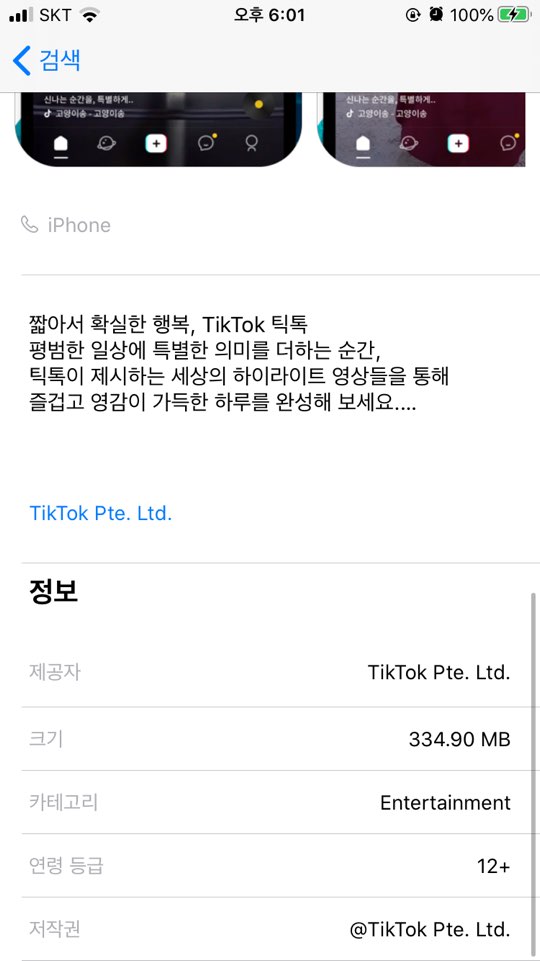 SKT 오후 6:01 100%
검색
신나는 순간을, 특별하게..
고양이송 - 고양이송
신나는 순간을, 특별하게..
고양이송 - 고양이송
iPhone
짧아서 확실한 행복, TikTok 틱톡
평범한 일상에 특별한 의미를 더하는 순간,
틱톡이 제시하는 세상의 하이라이트 영상들을 통해
즐겁고 영감이 가득한 하루를 완성해 보세요....
TikTok Pte. Ltd.
정보
제공자 TikTok Pte. Ltd.
크기 334.90 MB
카테고리 Entertainment
연령 등급 12+
저작권 @TikTok Pte. Ltd.